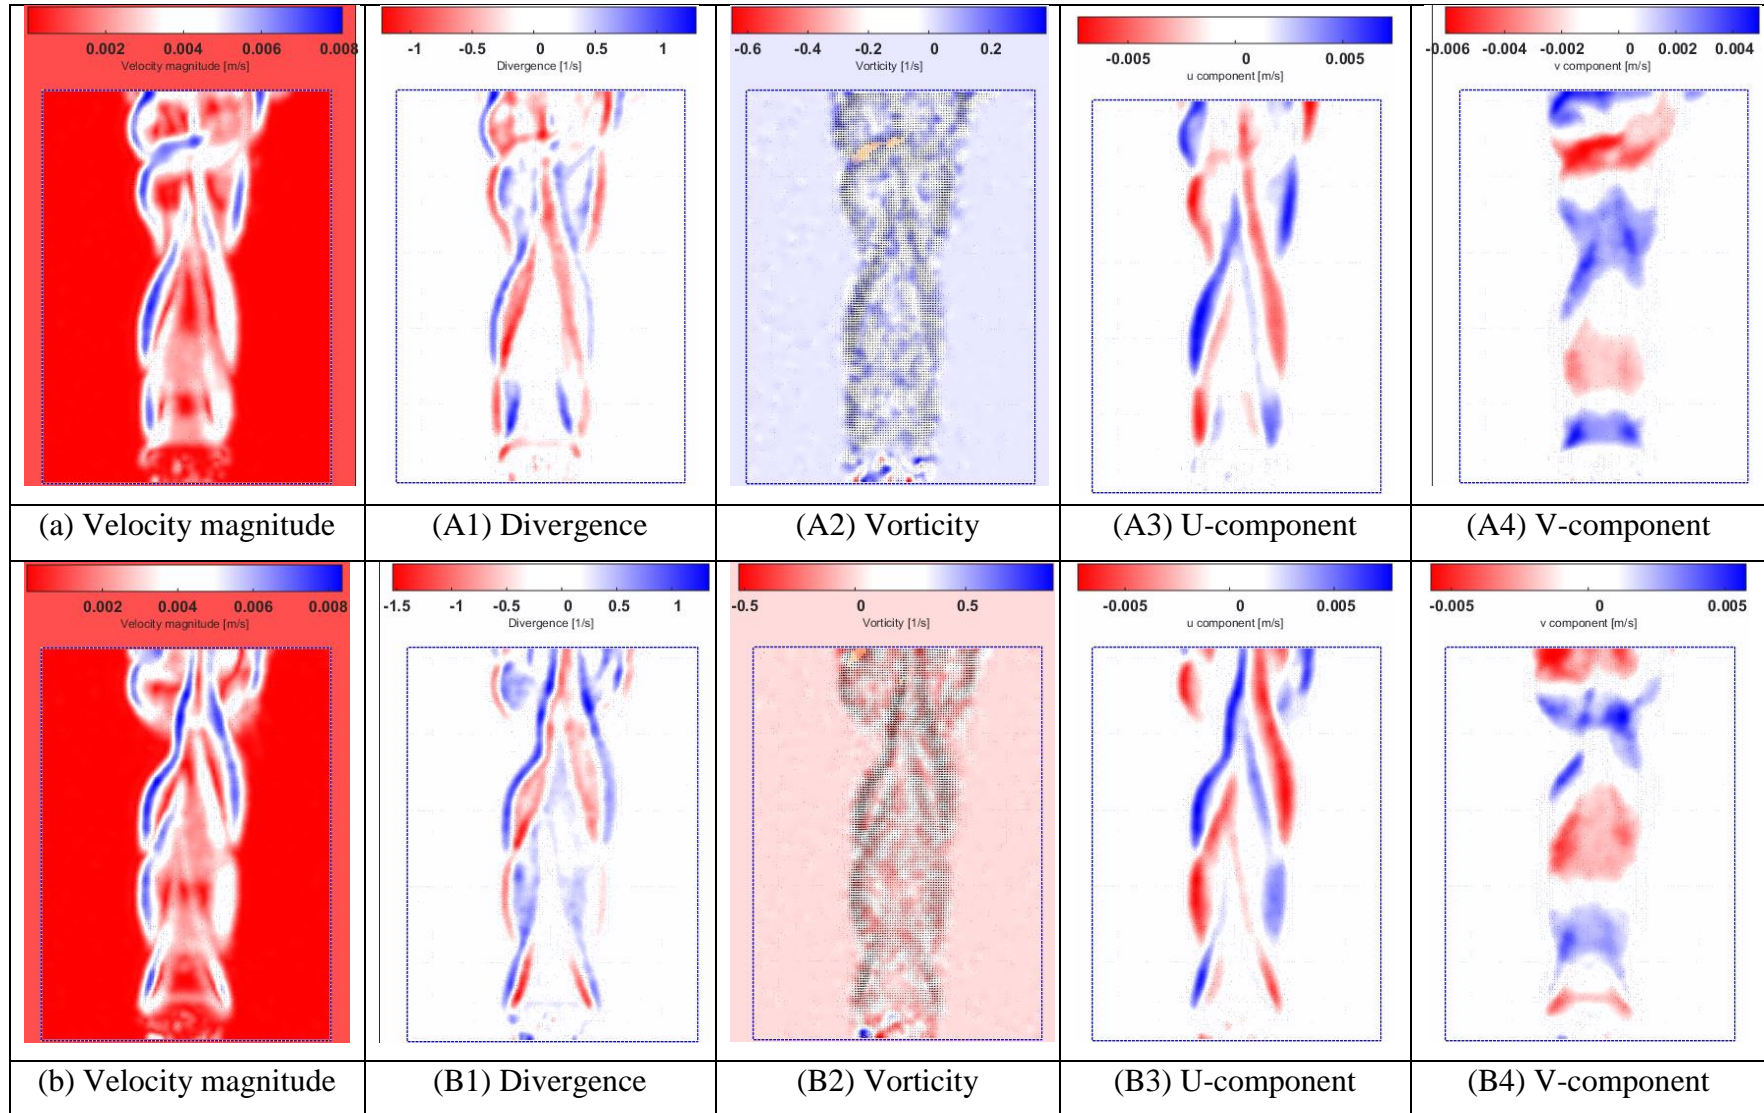 0.002 0.004 0.006 0.008
Velocity magnitude [m/s]
-1 -0.5 0 0.5 1
Divergence [1/s]
-0.6 -0.4 -0.2 0 0.2
Vorticity [1/s]
-0.005 0 0.005
u component [m/s]
-0.006 -0.004 -0.002 0 0.002 0.004
v component [m/s]
(a) Velocity magnitude
(A1) Divergence
(A2) Vorticity
(A3) U-component
(A4) V-component
0.002 0.004 0.006 0.008
Velocity magnitude [m/s]
-1.5 -1 -0.5 0 0.5 1
Divergence [1/s]
-0.5 0 0.5
Vorticity [1/s]
-0.005 0 0.005
u component [m/s]
-0.005 0 0.005
v component [m/s]
(b) Velocity magnitude
(B1) Divergence
(B2) Vorticity
(B3) U-component
(B4) V-component